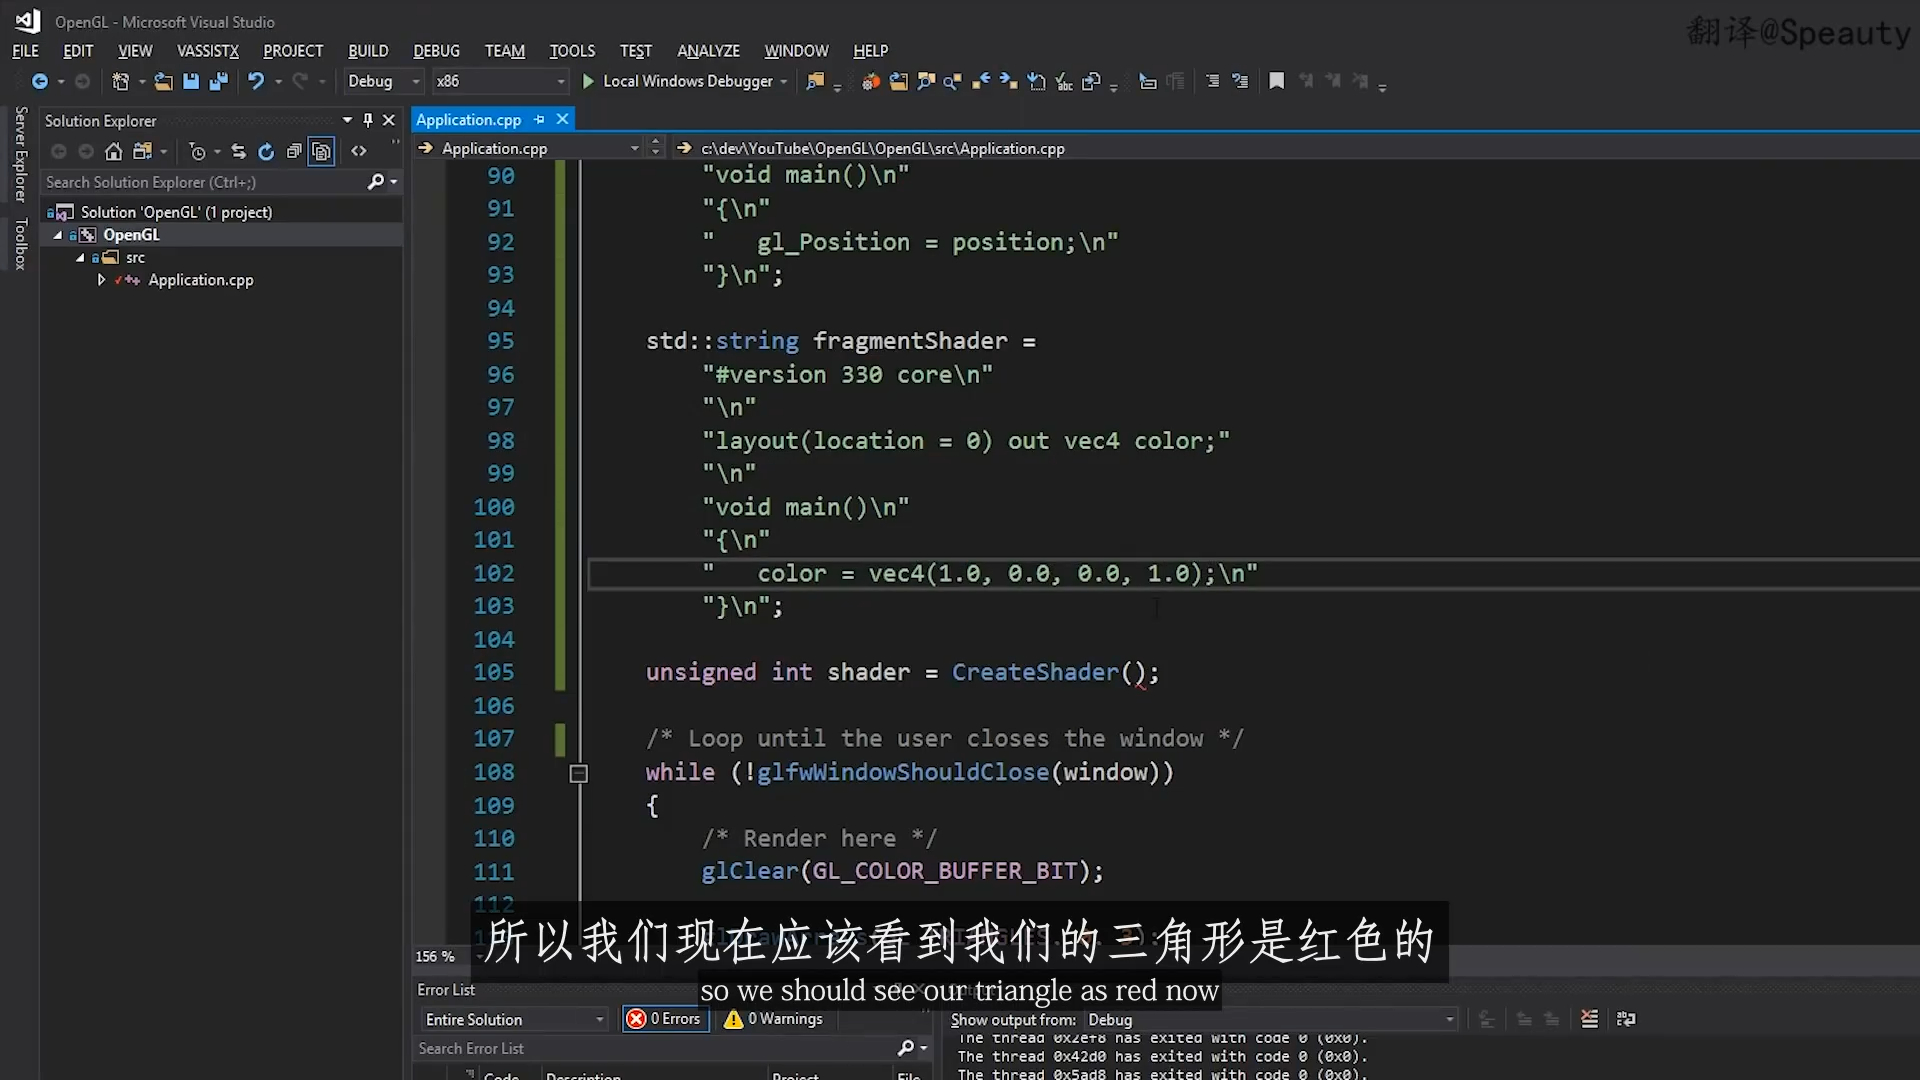 OpenGL - Microsoft Visual Studio
翻译@Speauty
FILE EDIT VIEW VASSISTX PROJECT BUILD DEBUG TEAM TOOLS TEST ANALYZE WINDOW HELP
Debug x86 Local Windows Debugger
Server Explorer
Toolbox
Solution Explorer
Search Solution Explorer (Ctrl+;)
Solution 'OpenGL' (1 project)
OpenGL
src
Application.cpp
Application.cpp
Application.cpp c:\dev\YouTube\OpenGL\OpenGL\src\Application.cpp
90 "void main()\n"
91 "{\n"
92 "   gl_Position = position;\n"
93 "}\n";
94
95 std::string fragmentShader =
96 "#version 330 core\n"
97 "\n"
98 "layout(location = 0) out vec4 color;"
99 "\n"
100 "void main()\n"
101 "{\n"
102 "   color = vec4(1.0, 0.0, 0.0, 1.0);\n"
103 "}\n";
104
105 unsigned int shader = CreateShader();
106
107 /* Loop until the user closes the window */
108 while (!glfwWindowShouldClose(window))
109 {
110 /* Render here */
111 glClear(GL_COLOR_BUFFER_BIT);
112
所以我们现在应该看到我们的三角形是红色的
156 %
so we should see our triangle as red now
Error List
Entire Solution 0 Errors 0 Warnings
Search Error List
Code Description Project File
Show output from: Debug
The thread 0x2ef8 has exited with code 0 (0x0).
The thread 0x42d0 has exited with code 0 (0x0).
The thread 0x5ad8 has exited with code 0 (0x0).